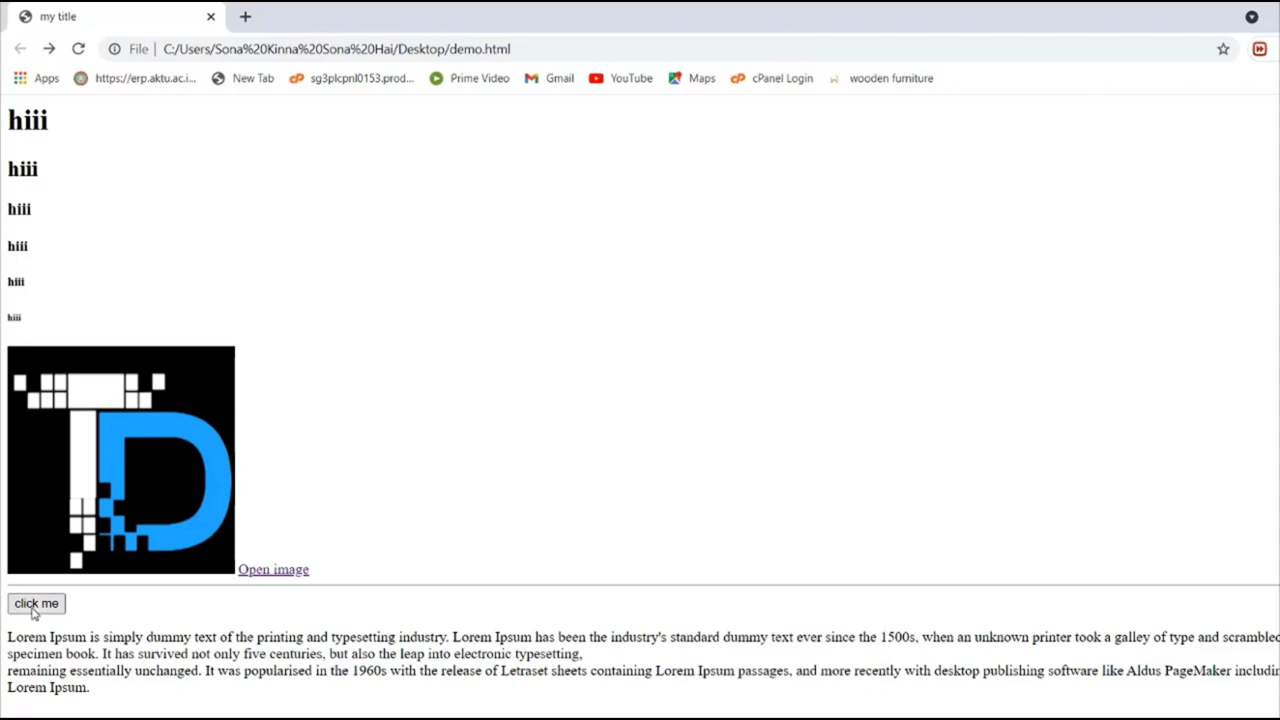 my title
File | C:/Users/Sona%20Kinna%20Sona%20Hai/Desktop/demo.html
Apps https://erp.aktu.ac.i... New Tab sg3plcpnl0153.prod... Prime Video Gmail YouTube Maps cPanel Login wooden furniture
hiii
hiii
hiii
hiii
hiii
hiii
TD
Open image
click me
Lorem Ipsum is simply dummy text of the printing and typesetting industry. Lorem Ipsum has been the industry's standard dummy text ever since the 1500s, when an unknown printer took a galley of type and scrambled
specimen book. It has survived not only five centuries, but also the leap into electronic typesetting,
remaining essentially unchanged. It was popularised in the 1960s with the release of Letraset sheets containing Lorem Ipsum passages, and more recently with desktop publishing software like Aldus PageMaker
Lorem Ipsum.